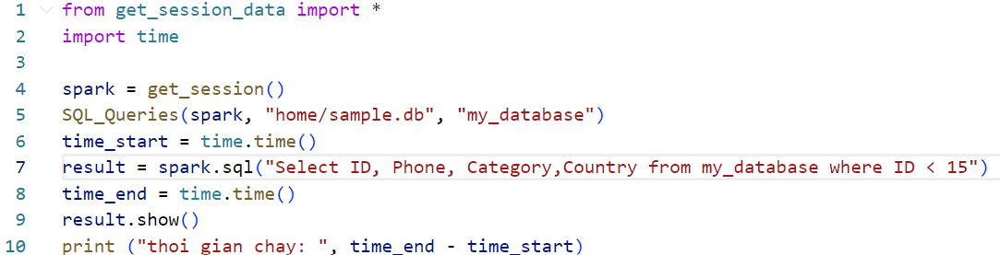 1 from get_session_data import *
2 import time
3
4 spark = get_session()
5 SQL_Queries(spark, "home/sample.db", "my_database")
6 time_start = time.time()
7 result = spark.sql("Select ID, Phone, Category,Country from my_database where ID < 15")
8 time_end = time.time()
9 result.show()
10 print ("thoi gian chay: ", time_end - time_start)